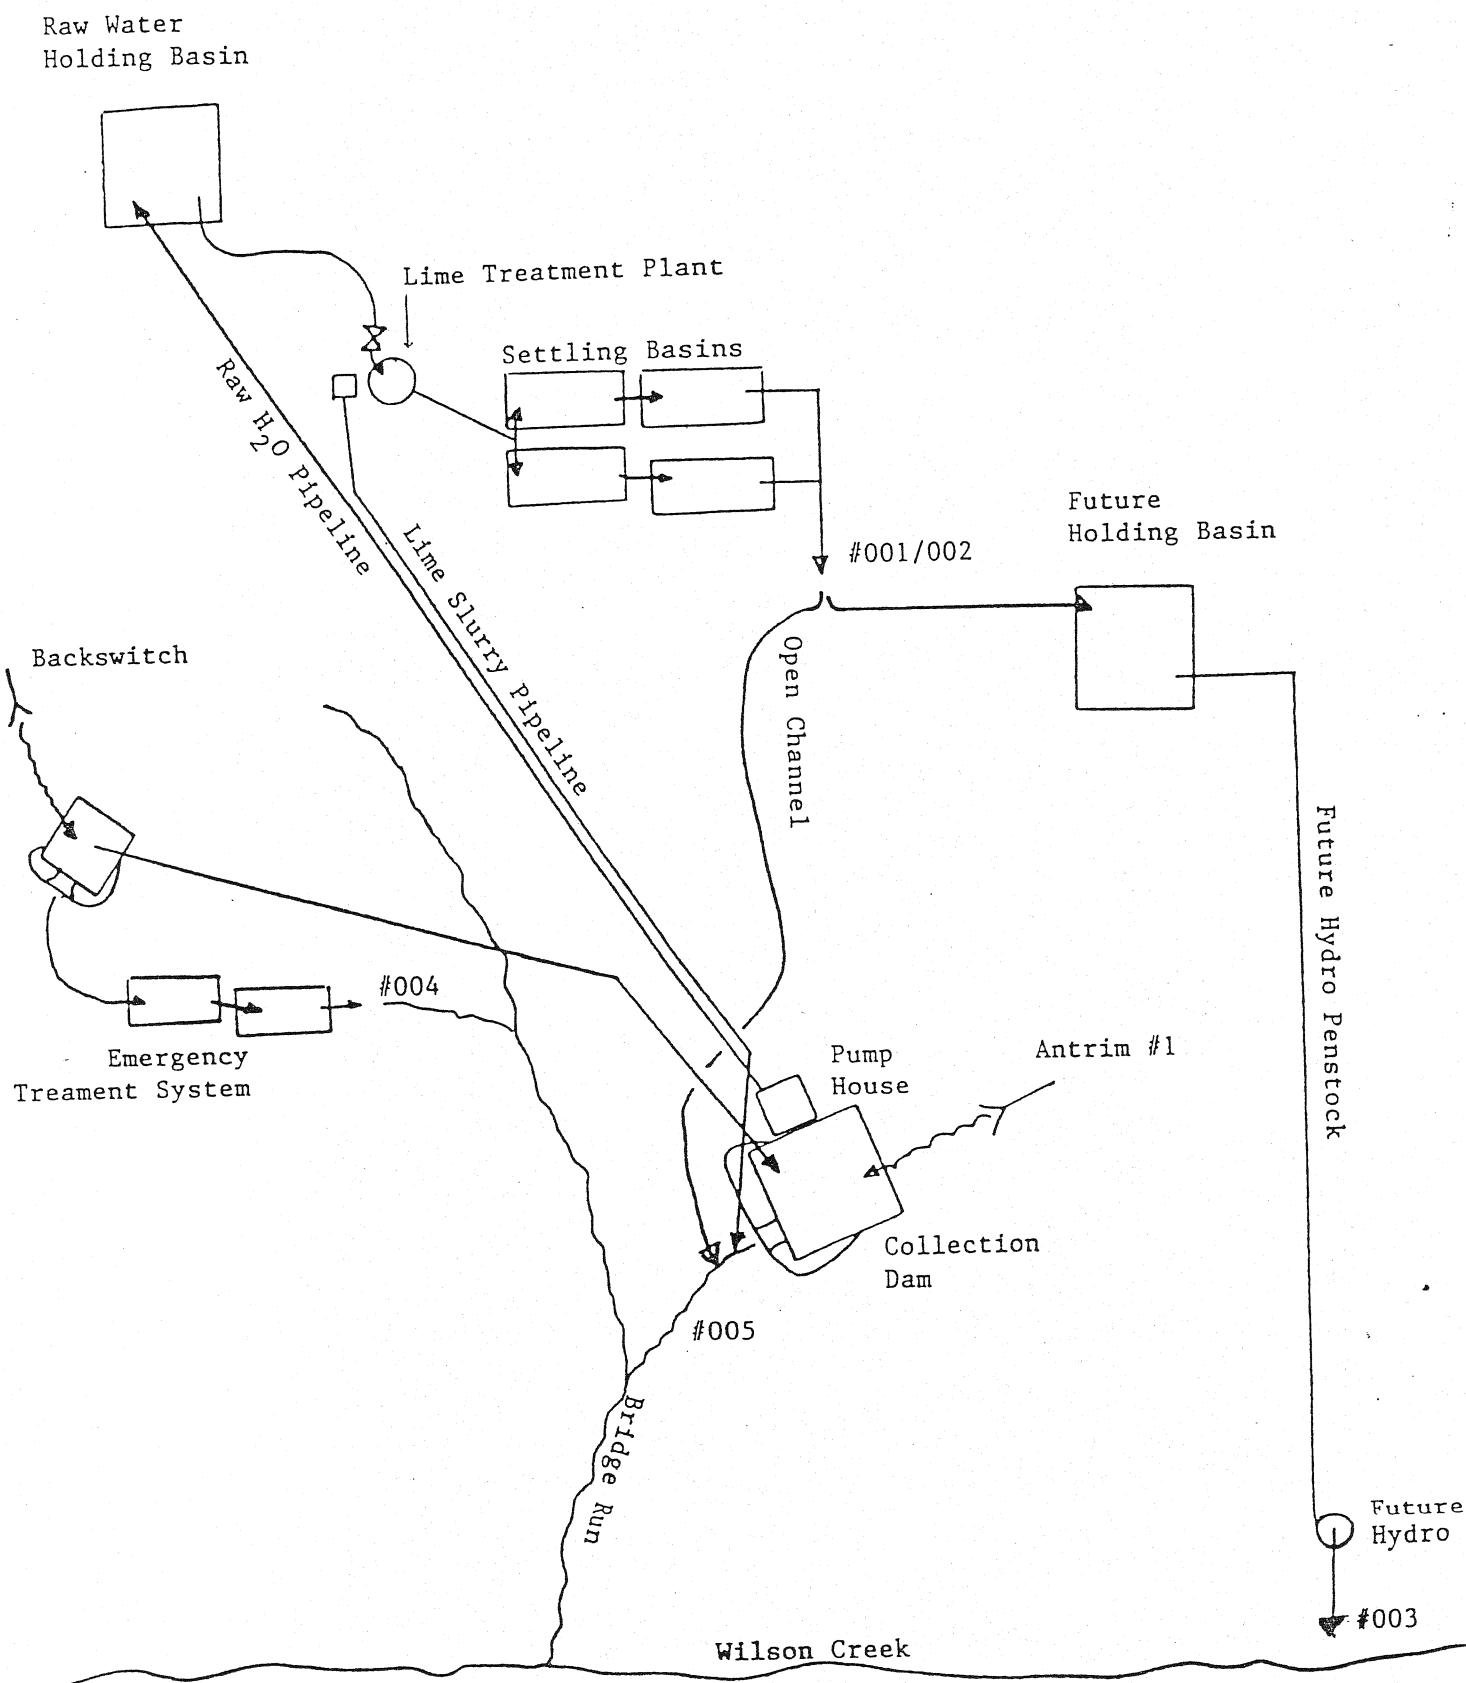 Raw Water
Holding Basin
Lime Treatment Plant
Settling Basins
Raw H2O Pipeline
Lime Slurry Pipeline
Future
Holding Basin
#001/002
Open Channel
Backswitch
Future Hydro Penstock
#004
Emergency
Treament System
Pump
House
Antrim #1
Collection
Dam
#005
Bridge Run
Future
Hydro
#003
Wilson Creek